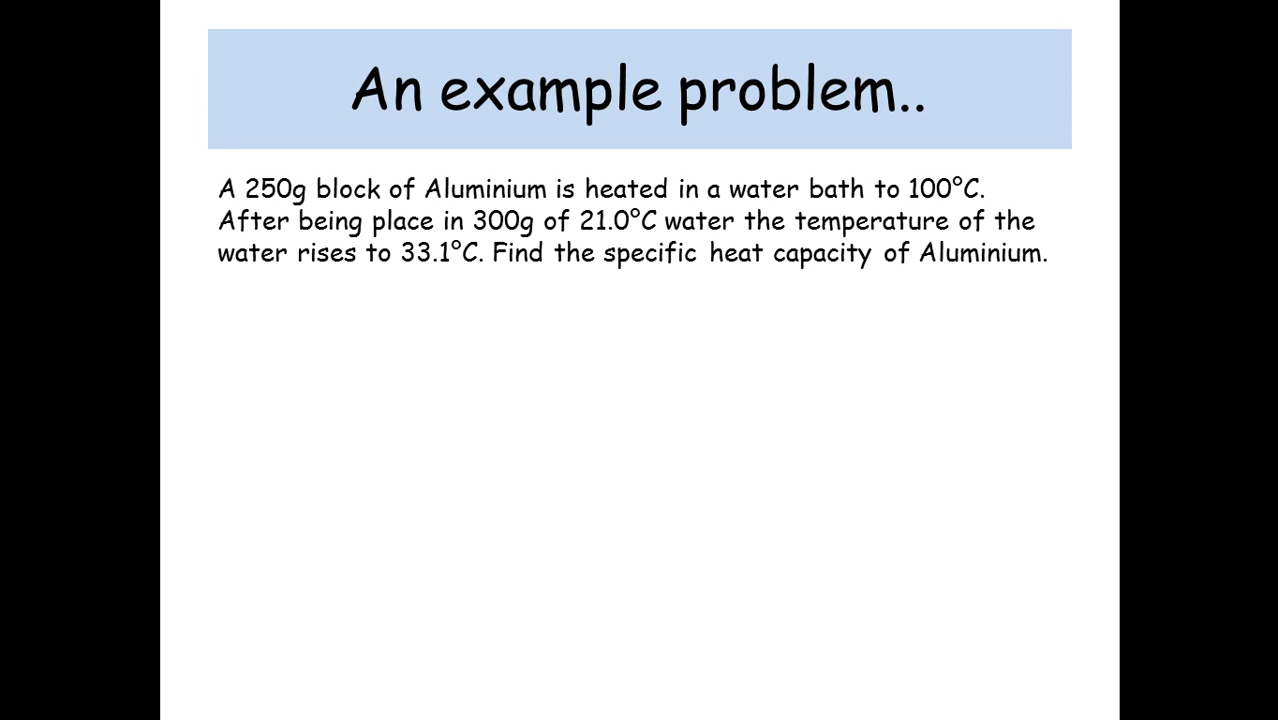 An example problem..
A 250g block of Aluminium is heated in a water bath to 100°C.
After being place in 300g of 21.0°C water the temperature of the
water rises to 33.1°C. Find the specific heat capacity of Aluminium.